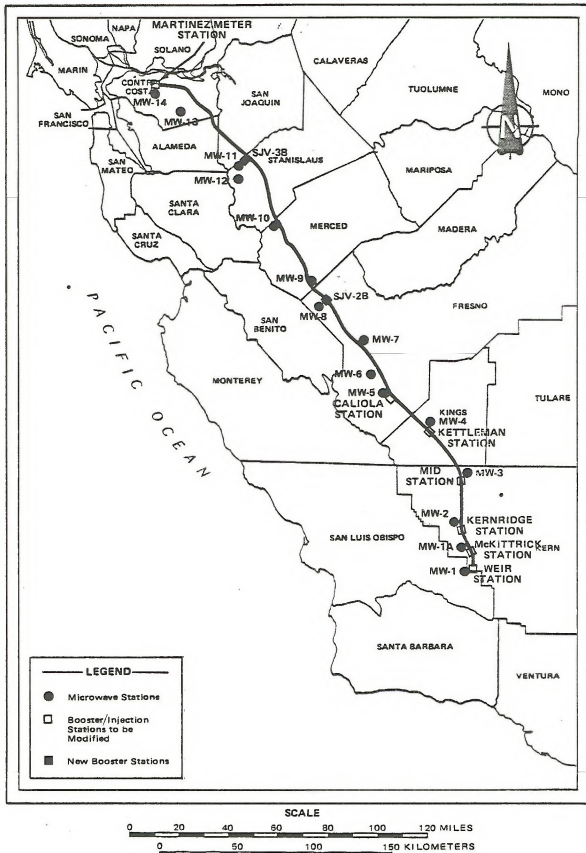 MARTINEZ METER
STATION
NAPA
SONOMA
SOLANO
MARIN
CONTRA
COSTA
MW-14
SAN
FRANCISCO
MW-13
SAN
JOAQUIN
CALAVERAS
TUOLUMNE
MONO
N
ALAMEDA
SAN
MATEO
MW-11
SJV-3B
STANISLAUS
MW-12
MARIPOSA
SANTA
CLARA
SANTA
CRUZ
MW-10
MERCED
MADERA
MW-9
SJV-2B
MW-8
FRESNO
SAN
BENITO
MW-7
PACIFIC OCEAN
MONTEREY
MW-6
MW-5
CALIOLA
STATION
KINGS
MW-4
KETTLEMAN
STATION
TULARE
MID
STATION
MW-3
MW-2
KERNRIDGE
STATION
SAN LUIS OBISPO
MW-1A
McKITTRICK
STATION
KERN
MW-1
WEIR
STATION
SANTA BARBARA
VENTURA
LEGEND
Microwave Stations
Booster/Injection
Stations to be
Modified
New Booster Stations
SCALE
0 20 40 60 80 100 120 MILES
0 50 100 150 KILOMETERS